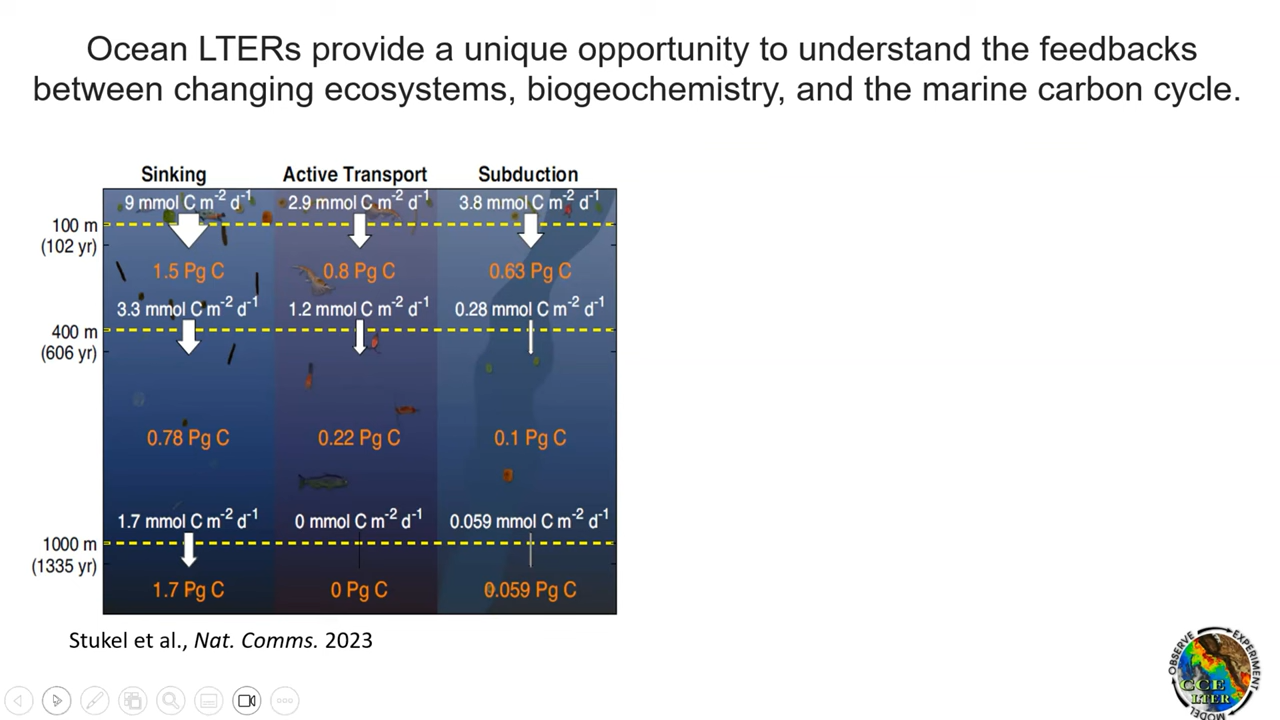 Ocean LTERs provide a unique opportunity to understand the feedbacks
between changing ecosystems, biogeochemistry, and the marine carbon cycle.
Sinking Active Transport Subduction
9 mmol C m⁻² d⁻¹ 2.9 mmol C m⁻² d⁻¹ 3.8 mmol C m⁻² d⁻¹
100 m
(102 yr)
1.5 Pg C 0.8 Pg C 0.63 Pg C
3.3 mmol C m⁻² d⁻¹ 1.2 mmol C m⁻² d⁻¹ 0.28 mmol C m⁻² d⁻¹
400 m
(606 yr)
0.78 Pg C 0.22 Pg C 0.1 Pg C
1.7 mmol C m⁻² d⁻¹ 0 mmol C m⁻² d⁻¹ 0.059 mmol C m⁻² d⁻¹
1000 m
(1335 yr)
1.7 Pg C 0 Pg C 0.059 Pg C
Stukel et al., Nat. Comms. 2023
OBSERVE EXPERIMENT MODEL
CCE
LTER